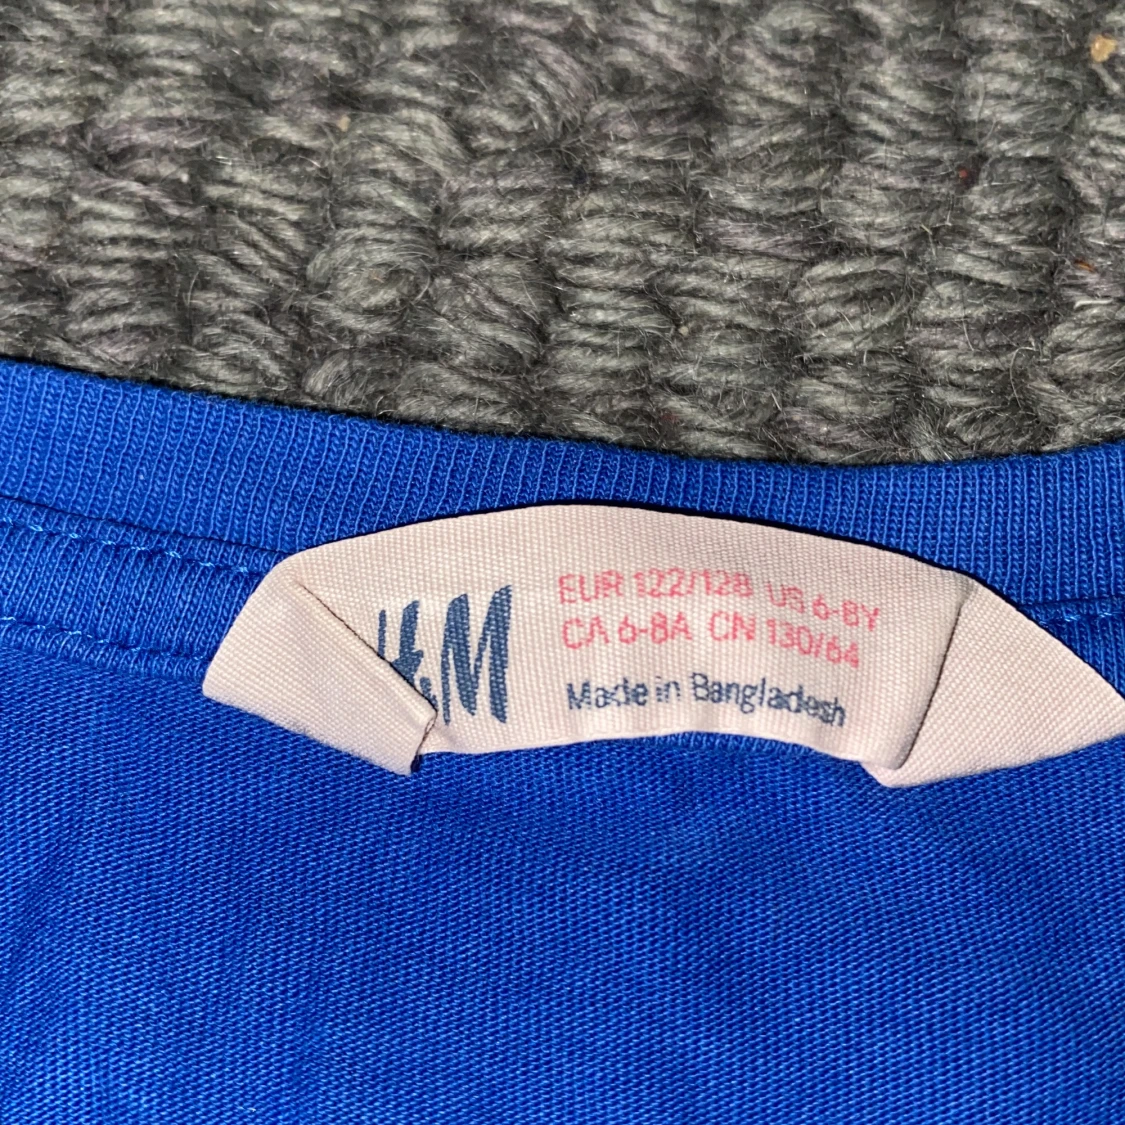 H&M
EUR 122/128 US 6-8Y
CA 6-8A CN 130/64
Made in Bangladesh